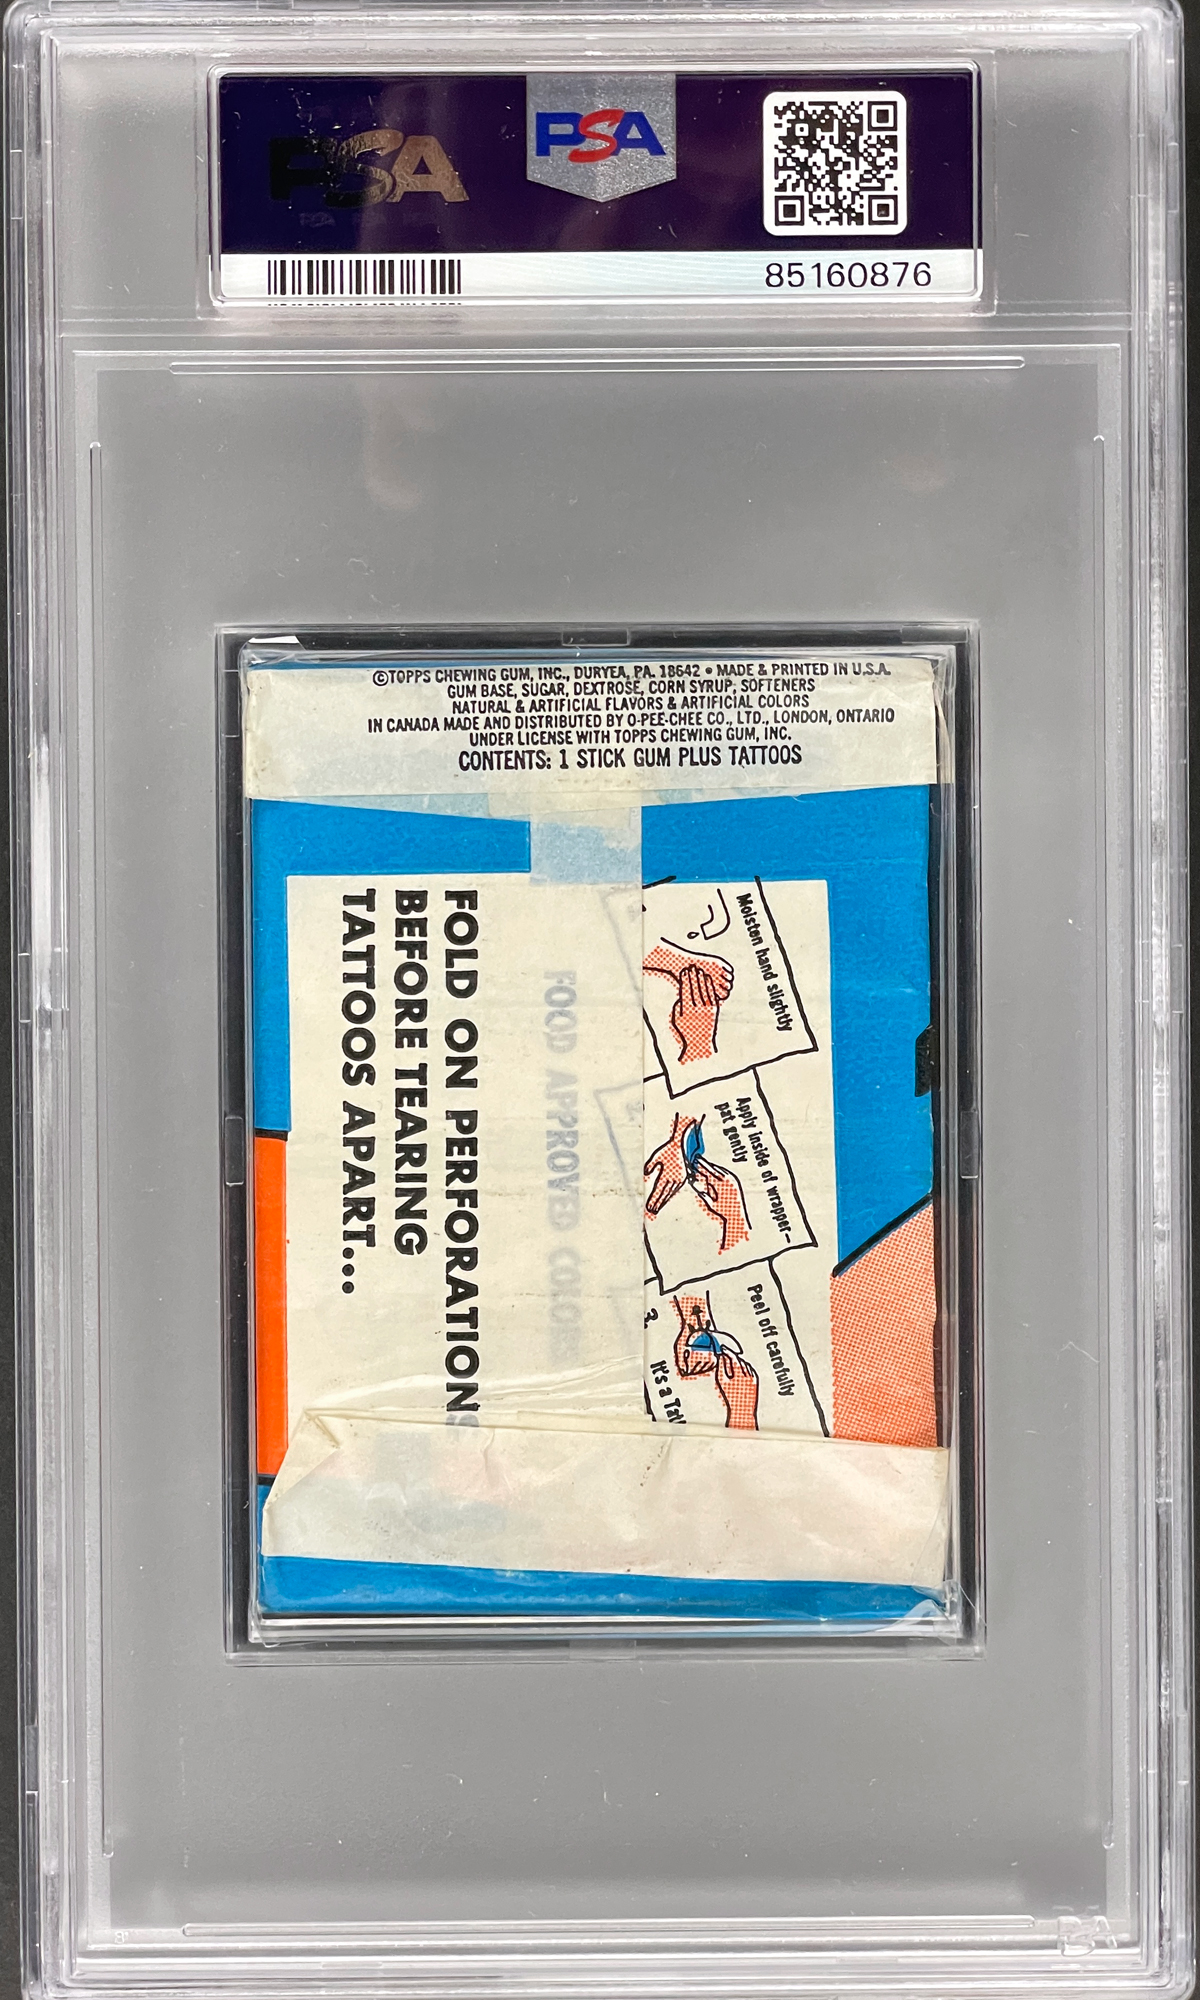 PSA
PSA
85160876
©TOPPS CHEWING GUM, INC., DURYEA, PA. 18642 • MADE & PRINTED IN U.S.A.
GUM BASE, SUGAR, DEXTROSE, CORN SYRUP, SOFTENERS
NATURAL & ARTIFICIAL FLAVORS & ARTIFICIAL COLORS
IN CANADA MADE AND DISTRIBUTED BY O-PEE-CHEE CO., LTD., LONDON, ONTARIO
UNDER LICENSE WITH TOPPS CHEWING GUM, INC.
CONTENTS: 1 STICK GUM PLUS TATTOOS
Moisten hand slightly
Apply inside of wrapper—
pat gently
Peel off carefully
3.
It's a Tat
FOOD APPROVED COLORS
FOLD ON PERFORATIONS
BEFORE TEARING
TATTOOS APART...
PSA